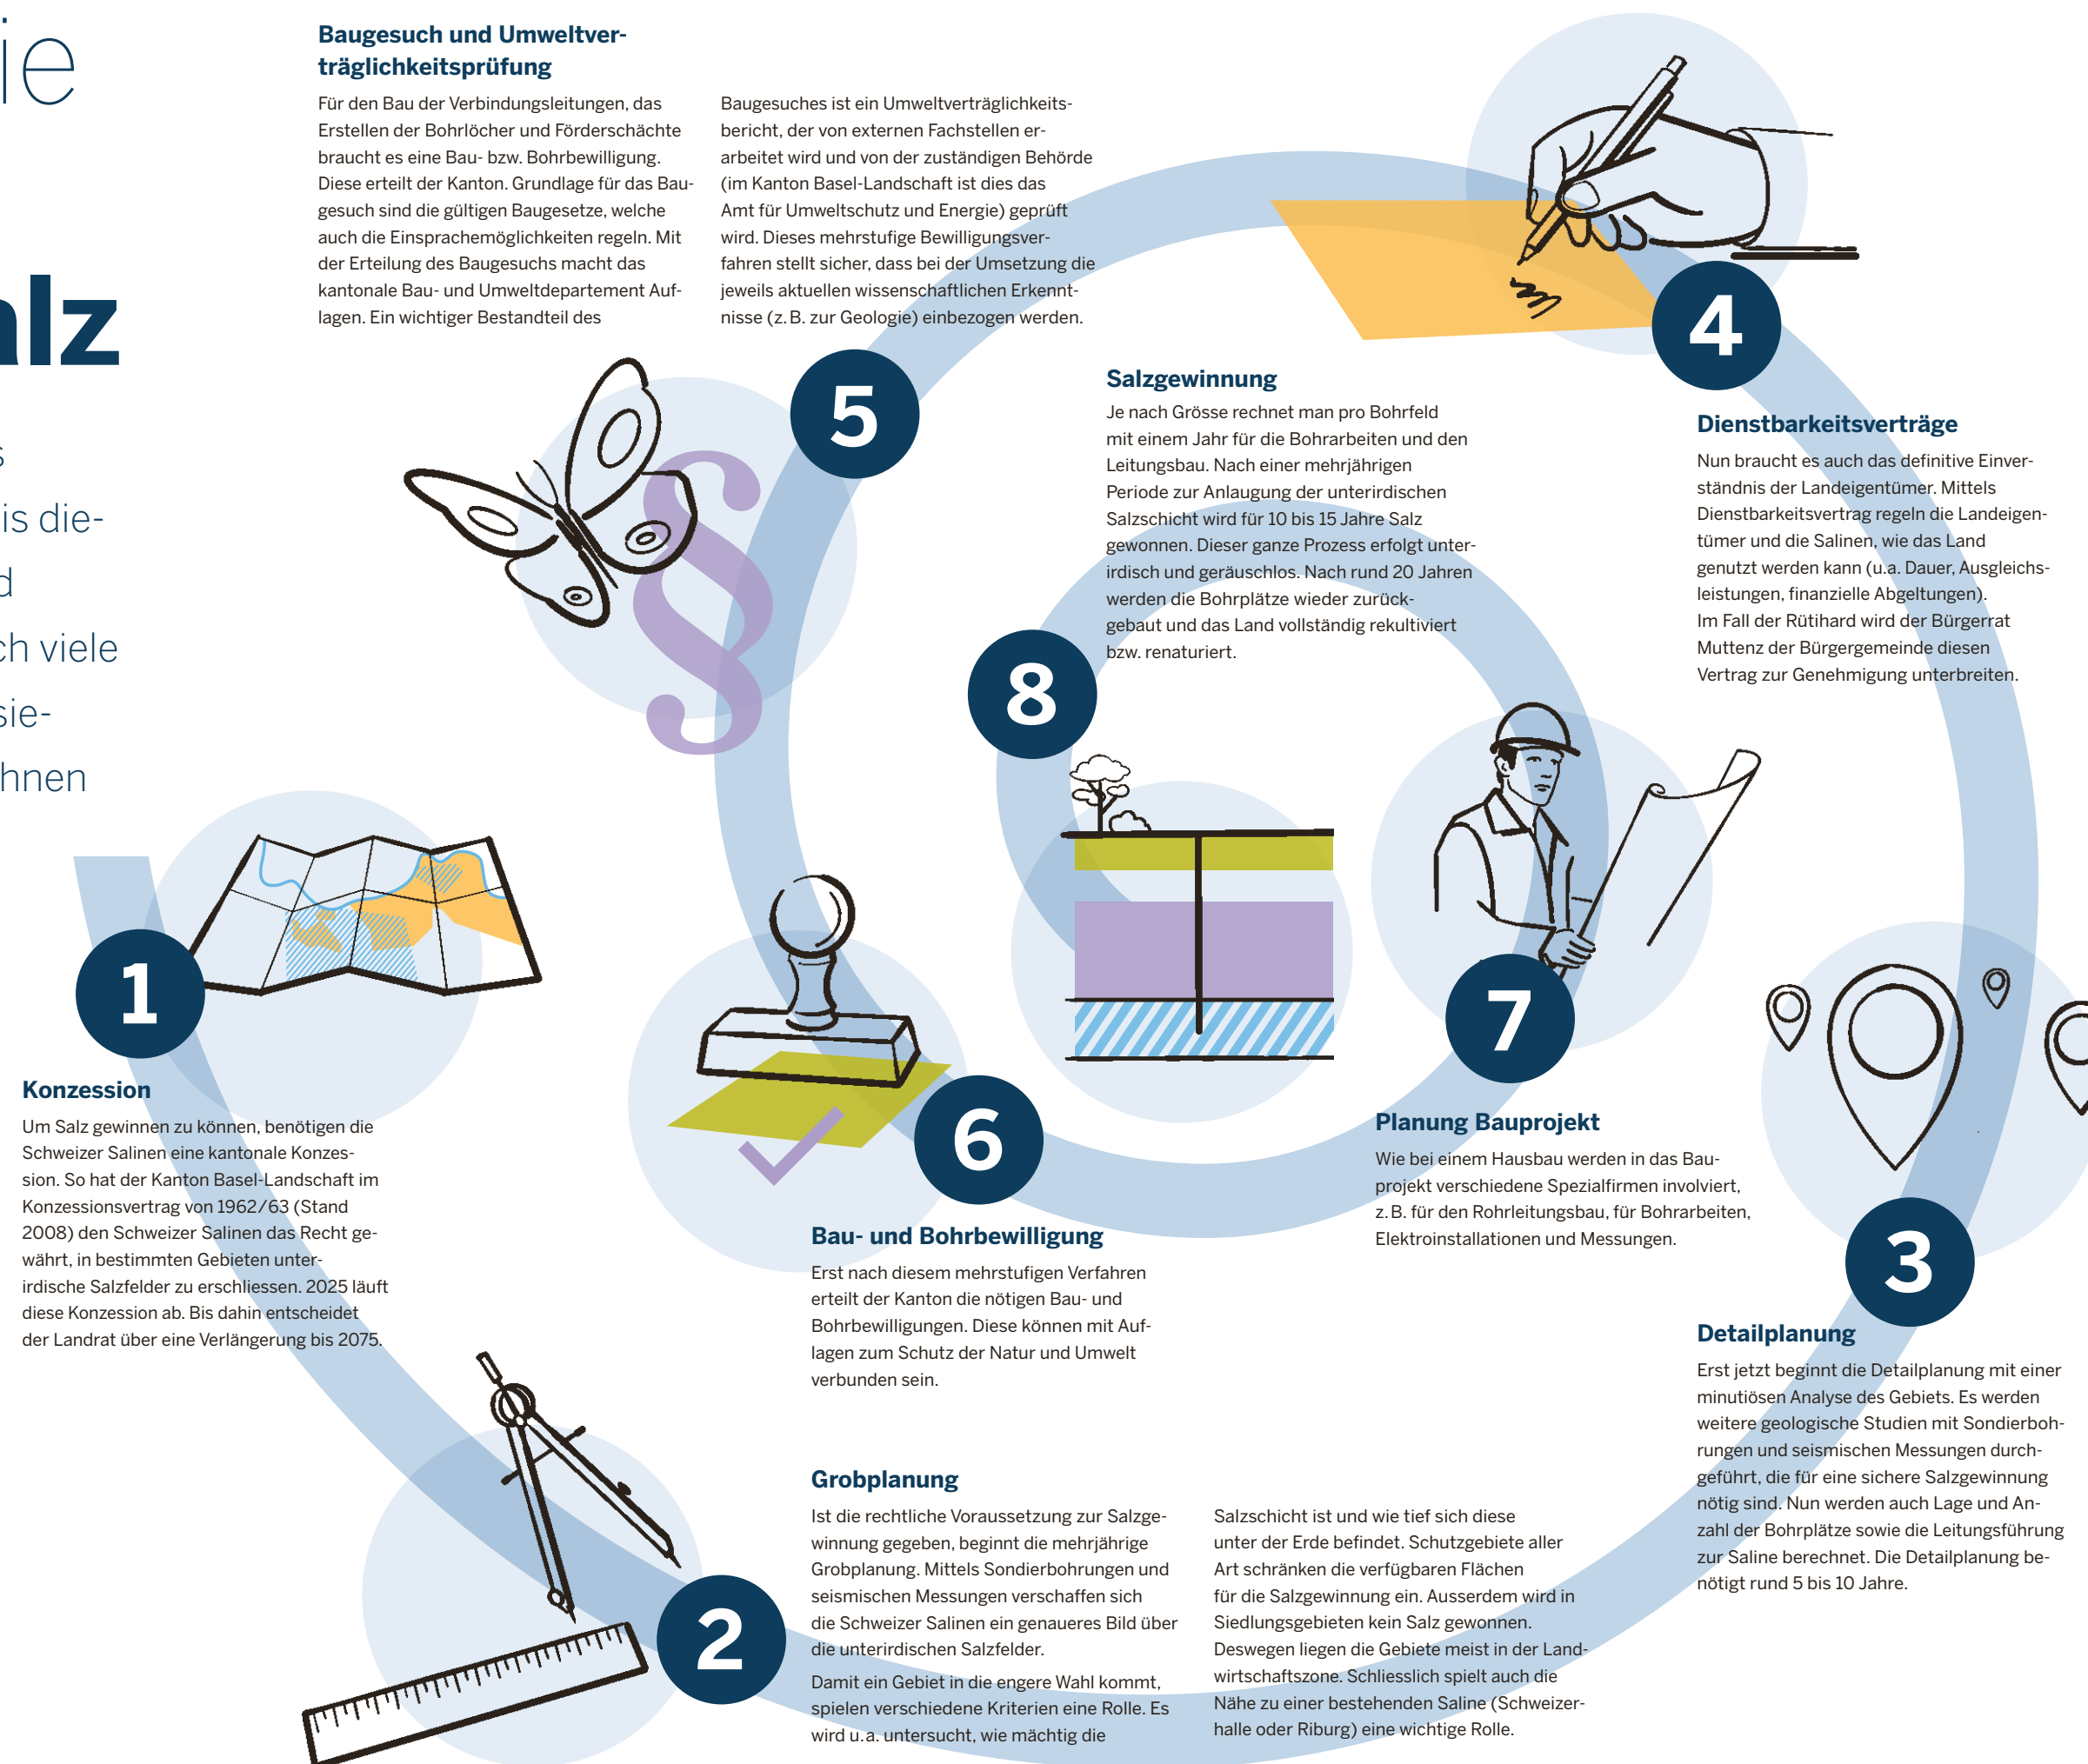 ie
alz
s
is die-
d
ch viele
sie-
hnen
1
Konzession
Um Salz gewinnen zu können, benötigen die
Schweizer Salinen eine kantonale Konzes-
sion. So hat der Kanton Basel-Landschaft im
Konzessionsvertrag von 1962/63 (Stand
2008) den Schweizer Salinen das Recht ge-
währt, in bestimmten Gebieten unter-
irdische Salzfelder zu erschliessen. 2025 läuft
diese Konzession ab. Bis dahin entscheidet
der Landrat über eine Verlängerung bis 2075.
2
Grobplanung
Ist die rechtliche Voraussetzung zur Salzge-
winnung gegeben, beginnt die mehrjährige
Grobplanung. Mittels Sondierbohrungen und
seismischen Messungen verschaffen sich
die Schweizer Salinen ein genaueres Bild über
die unterirdischen Salzfelder.
Damit ein Gebiet in die engere Wahl kommt,
spielen verschiedene Kriterien eine Rolle. Es
wird u.a. untersucht, wie mächtig die
Salzschicht ist und wie tief sich diese
unter der Erde befindet. Schutzgebiete aller
Art schränken die verfügbaren Flächen
für die Salzgewinnung ein. Ausserdem wird in
Siedlungsgebieten kein Salz gewonnen.
Deswegen liegen die Gebiete meist in der Land-
wirtschaftszone. Schliesslich spielt auch die
Nähe zu einer bestehenden Saline (Schweizer-
halle oder Riburg) eine wichtige Rolle.
3
Detailplanung
Erst jetzt beginnt die Detailplanung mit einer
minutiösen Analyse des Gebiets. Es werden
weitere geologische Studien mit Sondierboh-
rungen und seismischen Messungen durch-
geführt, die für eine sichere Salzgewinnung
nötig sind. Nun werden auch Lage und An-
zahl der Bohrplätze sowie die Leitungsführung
zur Saline berechnet. Die Detailplanung be-
nötigt rund 5 bis 10 Jahre.
4
Dienstbarkeitsverträge
Nun braucht es auch das definitive Einver-
ständnis der Landeigentümer. Mittels
Dienstbarkeitsvertrag regeln die Landeigen-
tümer und die Salinen, wie das Land
genutzt werden kann (u.a. Dauer, Ausgleichs-
leistungen, finanzielle Abgeltungen).
Im Fall der Rütihard wird der Bürgerrat
Muttenz der Bürgergemeinde diesen
Vertrag zur Genehmigung unterbreiten.
5
§
Baugesuch und Umweltver-
träglichkeitsprüfung
Für den Bau der Verbindungsleitungen, das
Erstellen der Bohrlöcher und Förderschächte
braucht es eine Bau- bzw. Bohrbewilligung.
Diese erteilt der Kanton. Grundlage für das Bau-
gesuch sind die gültigen Baugesetze, welche
auch die Einsprachemöglichkeiten regeln. Mit
der Erteilung des Baugesuchs macht das
kantonale Bau- und Umweltdepartement Auf-
lagen. Ein wichtiger Bestandteil des
Baugesuches ist ein Umweltverträglichkeits-
bericht, der von externen Fachstellen er-
arbeitet wird und von der zuständigen Behörde
(im Kanton Basel-Landschaft ist dies das
Amt für Umweltschutz und Energie) geprüft
wird. Dieses mehrstufige Bewilligungsver-
fahren stellt sicher, dass bei der Umsetzung die
jeweils aktuellen wissenschaftlichen Erkennt-
nisse (z. B. zur Geologie) einbezogen werden.
6
Bau- und Bohrbewilligung
Erst nach diesem mehrstufigen Verfahren
erteilt der Kanton die nötigen Bau- und
Bohrbewilligungen. Diese können mit Auf-
lagen zum Schutz der Natur und Umwelt
verbunden sein.
7
Planung Bauprojekt
Wie bei einem Hausbau werden in das Bau-
projekt verschiedene Spezialfirmen involviert,
z. B. für den Rohrleitungsbau, für Bohrarbeiten,
Elektroinstallationen und Messungen.
8
Salzgewinnung
Je nach Grösse rechnet man pro Bohrfeld
mit einem Jahr für die Bohrarbeiten und den
Leitungsbau. Nach einer mehrjährigen
Periode zur Anlaugung der unterirdischen
Salzschicht wird für 10 bis 15 Jahre Salz
gewonnen. Dieser ganze Prozess erfolgt unter-
irdisch und geräuschlos. Nach rund 20 Jahren
werden die Bohrplätze wieder zurück-
gebaut und das Land vollständig rekultiviert
bzw. renaturiert.